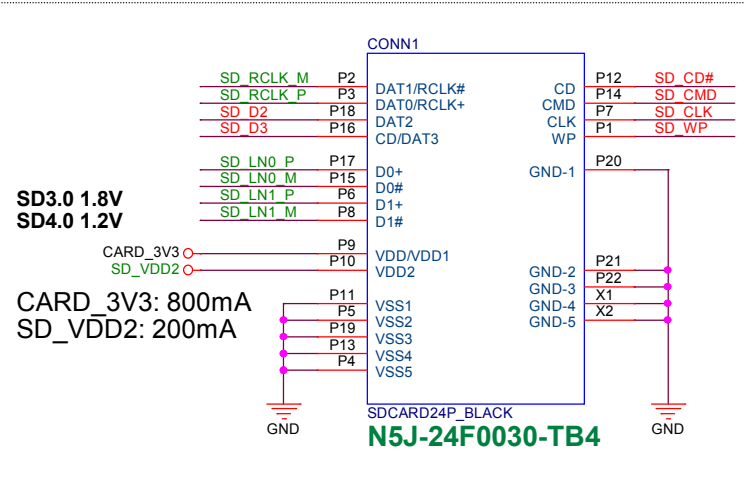 CONN1
SD_RCLK_M P2 DAT1/RCLK# CD P12 SD_CD#
SD_RCLK_P P3 DAT0/RCLK+ CMD P14 SD_CMD
SD_D2 P18 DAT2 CLK P7 SD_CLK
SD_D3 P16 CD/DAT3 WP P1 SD_WP
SD_LN0_P P17 D0+ GND-1 P20
SD_LN0_M P15 D0#
SD_LN1_P P6 D1+
SD_LN1_M P8 D1#
SD3.0 1.8V
SD4.0 1.2V
CARD_3V3 P9 VDD/VDD1
SD_VDD2 P10 VDD2 GND-2 P21
GND-3 P22
CARD_3V3: 800mA P11 VSS1 GND-4 X1
SD_VDD2: 200mA P5 VSS2 GND-5 X2
P19 VSS3
P13 VSS4
P4 VSS5
SDCARD24P_BLACK
GND N5J-24F0030-TB4 GND